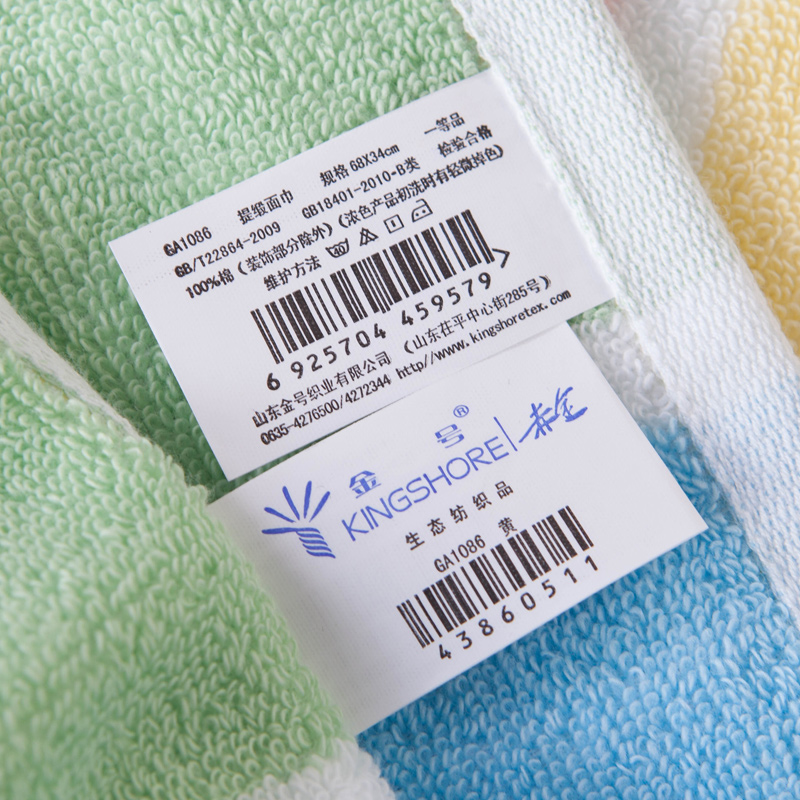 GA1086 提缎面巾 规格 68X34cm 一等品
GB/T22864-2009 GB18401-2010-B类 检验合格
100%棉(装饰部分除外)(浓色产品初洗时有轻微掉色)
维护方法
6 925704 459579
山东金号织业有限公司 (山东茌平中心街285号)
0635-4276500/4272344 http//www.kingshoretex.com
金号®
KINGSHORE 赤金
生态纺织品
GA1086 黄
43860511